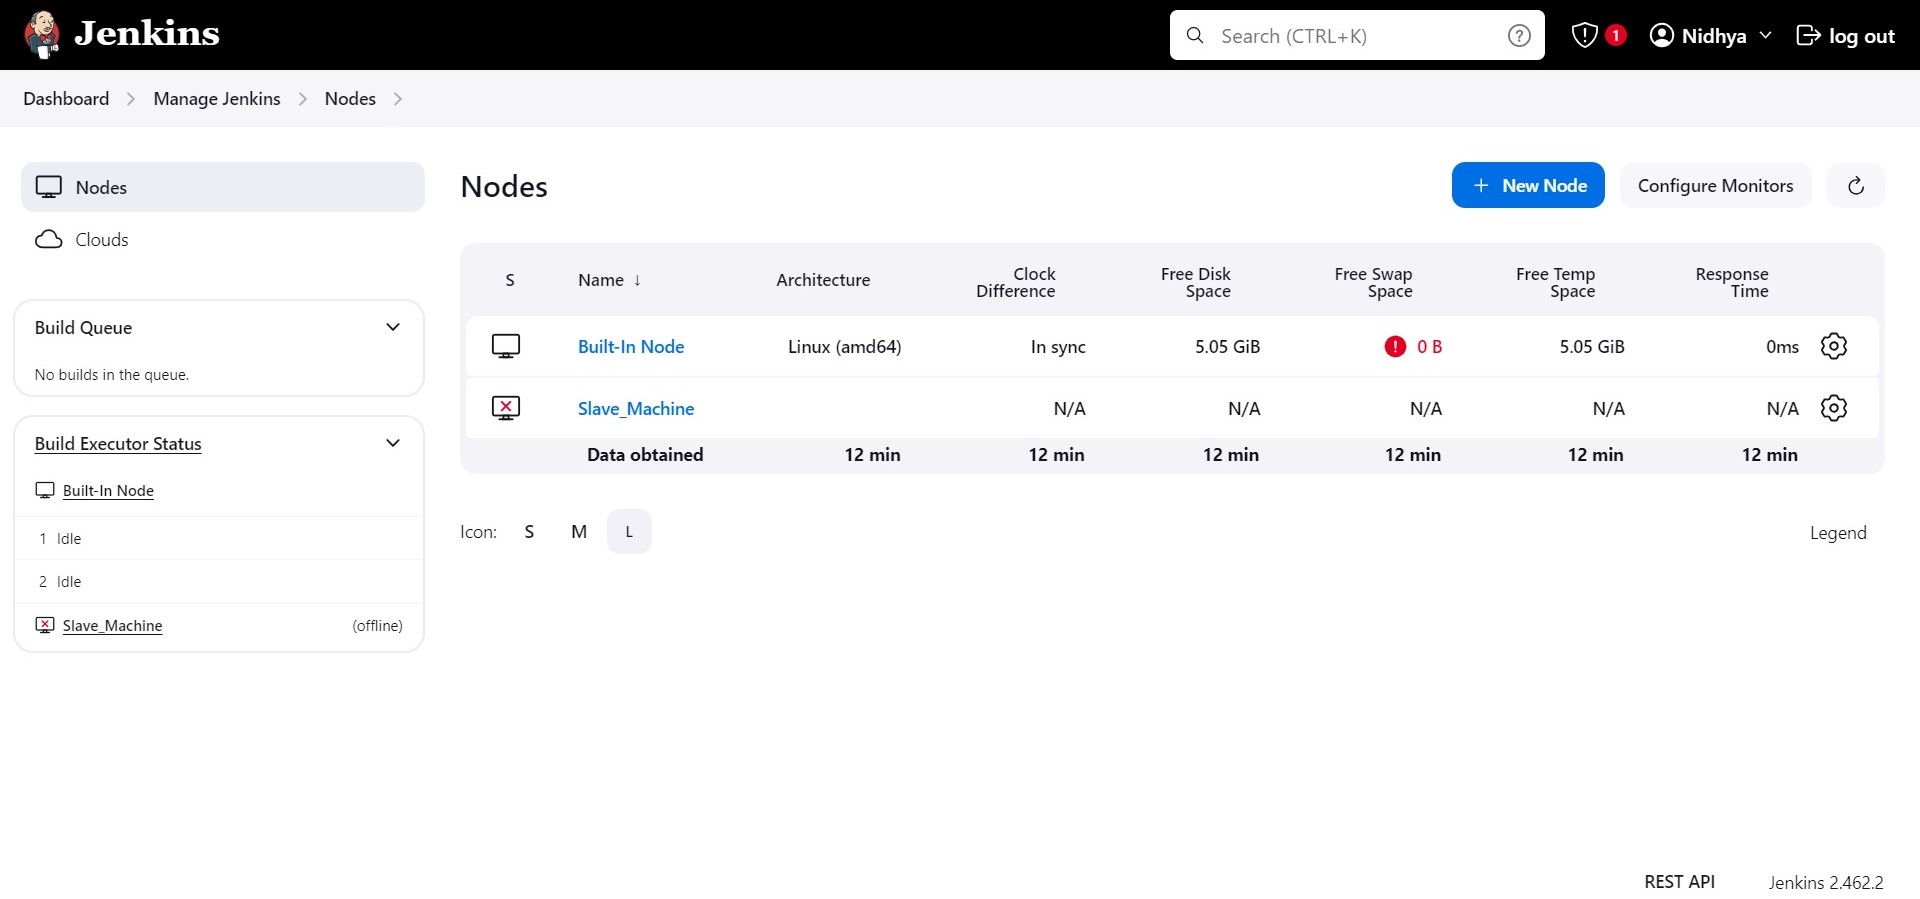 Jenkins
Search (CTRL+K)
?
1
Nidhya
log out
Dashboard
Manage Jenkins
Nodes
Nodes
Clouds
Build Queue
No builds in the queue.
Build Executor Status
Built-In Node
1 Idle
2 Idle
Slave_Machine (offline)
Nodes
+ New Node
Configure Monitors
S Name ↓ Architecture Clock Difference Free Disk Space Free Swap Space Free Temp Space Response Time
Built-In Node Linux (amd64) In sync 5.05 GiB ! 0 B 5.05 GiB 0ms
Slave_Machine N/A N/A N/A N/A N/A
Data obtained 12 min 12 min 12 min 12 min 12 min 12 min
Icon: S M L
Legend
REST API
Jenkins 2.462.2